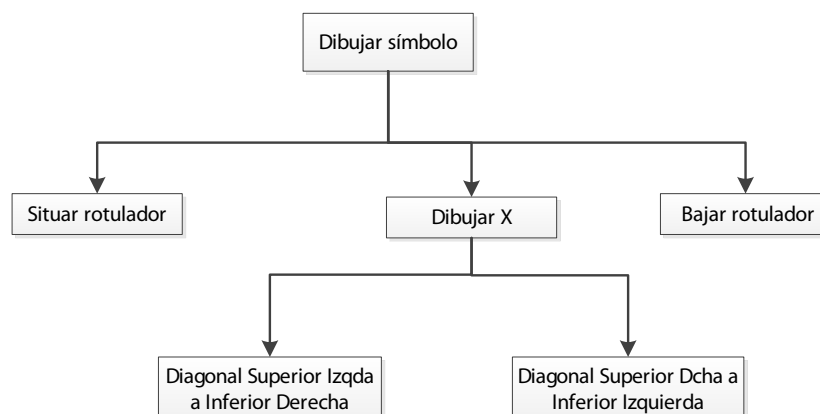 Dibujar símbolo
Situar rotulador
Dibujar X
Bajar rotulador
Diagonal Superior Izqda
a Inferior Derecha
Diagonal Superior Dcha a
Inferior Izquierda